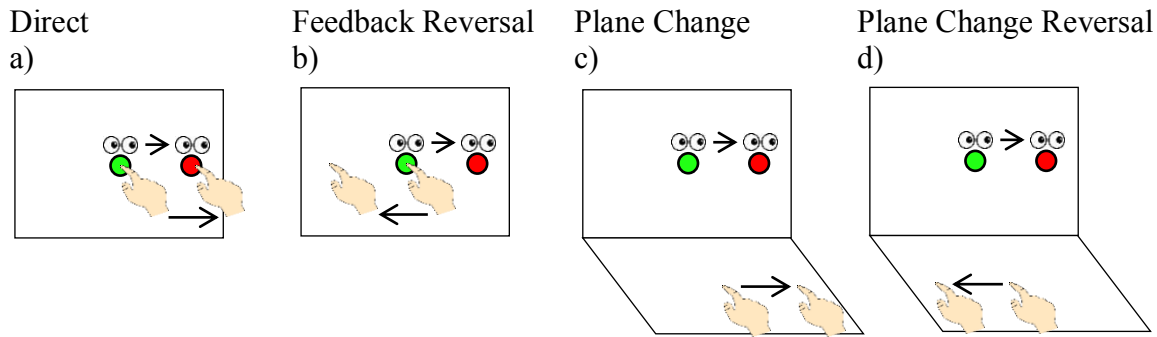 Direct
a)
Feedback Reversal
b)
Plane Change
c)
Plane Change Reversal
d)